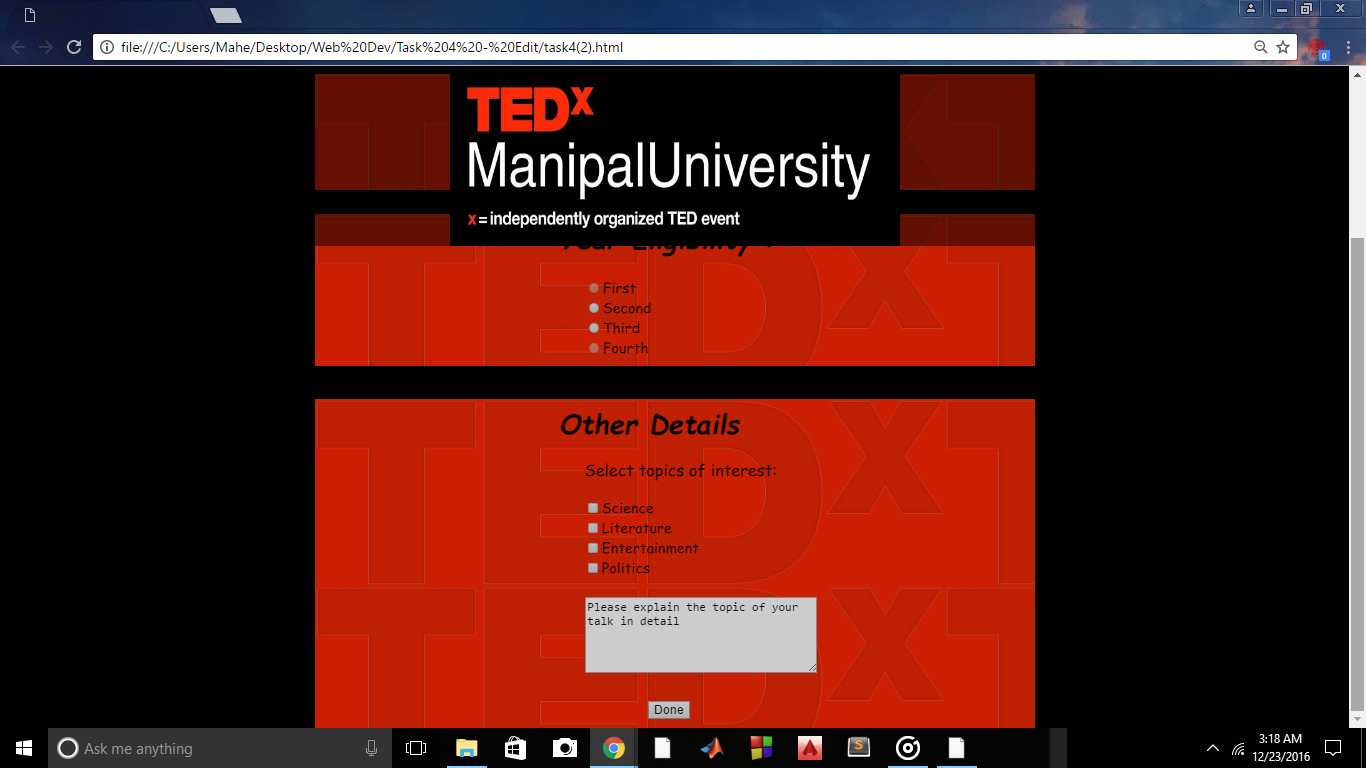 file:///C:/Users/Mahe/Desktop/Web%20Dev/Task%204%20-%20Edit/task4(2).html
0
TEDx
ManipalUniversity
x = independently organized TED event
First
Second
Third
Fourth
Other Details
Select topics of interest:
Science
Literature
Entertainment
Politics
Please explain the topic of your
talk in detail
Done
Ask me anything
3:18 AM
12/23/2016